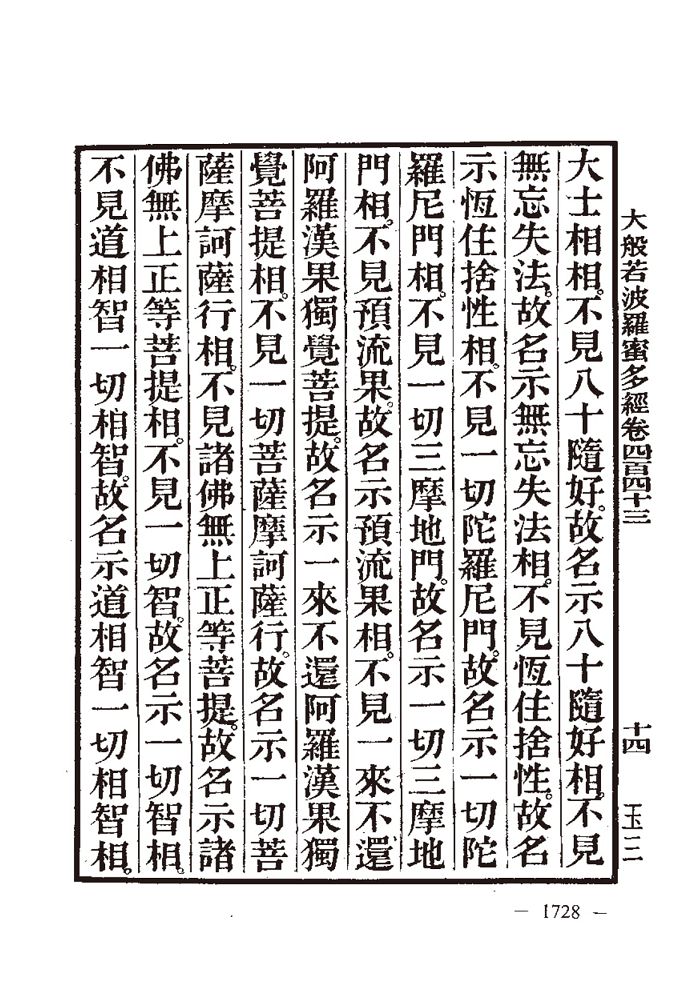 大般若波羅蜜多經卷四百四十三
十四
玉三
大士相相。不見八十隨好。故名示八十隨好相。不見
無忘失法。故名示無忘失法相。不見恆住捨性。故名
示恆住捨性相。不見一切陀羅尼門。故名示一切陀
羅尼門相。不見一切三摩地門。故名示一切三摩地
門相。不見預流果。故名示預流果相。不見一來不還
阿羅漢果獨覺菩提。故名示一來不還阿羅漢果獨
覺菩提相。不見一切菩薩摩訶薩行。故名示一切菩
薩摩訶薩行相。不見諸佛無上正等菩提。故名示諸
佛無上正等菩提相。不見一切智。故名示一切智相。
不見道相智一切相智。故名示道相智一切相智相。
— 1728 —